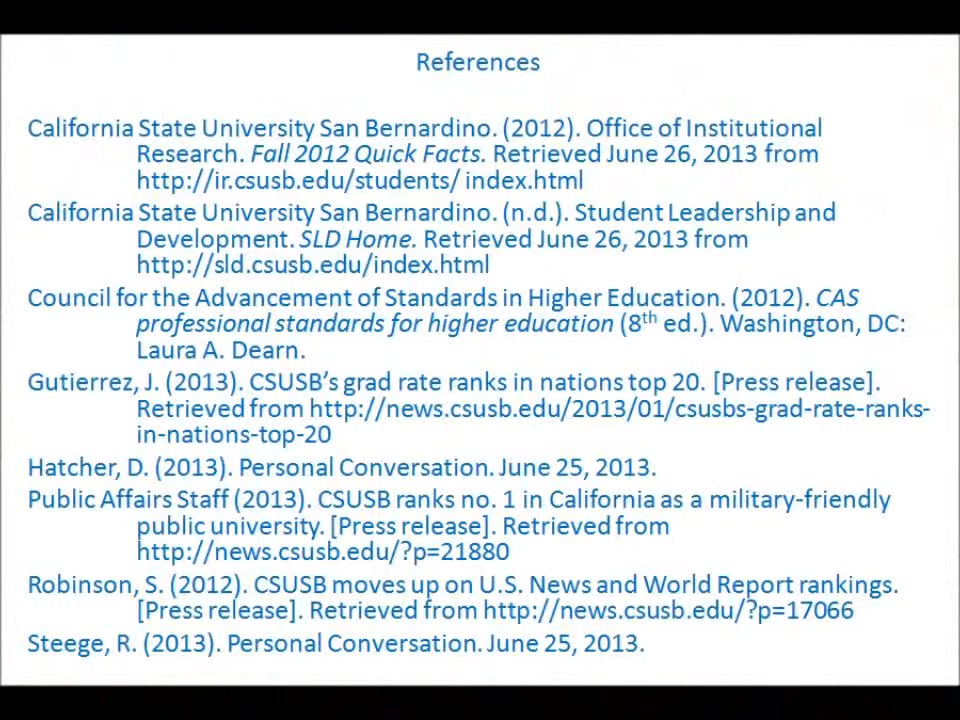 References
California State University San Bernardino. (2012). Office of Institutional
Research. Fall 2012 Quick Facts. Retrieved June 26, 2013 from
http://ir.csusb.edu/students/ index.html
California State University San Bernardino. (n.d.). Student Leadership and
Development. SLD Home. Retrieved June 26, 2013 from
http://sld.csusb.edu/index.html
Council for the Advancement of Standards in Higher Education. (2012). CAS
professional standards for higher education (8th ed.). Washington, DC:
Laura A. Dearn.
Gutierrez, J. (2013). CSUSB’s grad rate ranks in nations top 20. [Press release].
Retrieved from http://news.csusb.edu/2013/01/csusbs-grad-rate-ranks-
in-nations-top-20
Hatcher, D. (2013). Personal Conversation. June 25, 2013.
Public Affairs Staff (2013). CSUSB ranks no. 1 in California as a military-friendly
public university. [Press release]. Retrieved from
http://news.csusb.edu/?p=21880
Robinson, S. (2012). CSUSB moves up on U.S. News and World Report rankings.
[Press release]. Retrieved from http://news.csusb.edu/?p=17066
Steege, R. (2013). Personal Conversation. June 25, 2013.